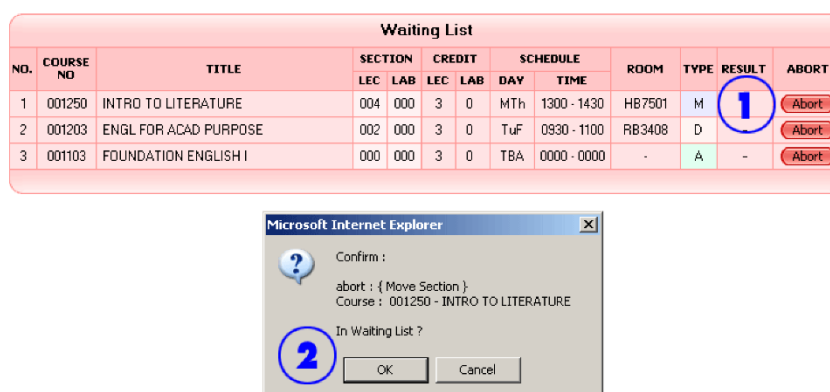 Waiting List
NO. COURSE NO TITLE SECTION CREDIT SCHEDULE ROOM TYPE RESULT ABORT
LEC LAB LEC LAB DAY TIME
1 001250 INTRO TO LITERATURE 004 000 3 0 MTh 1300 - 1430 HB7501 M 1 Abort
2 001203 ENGL FOR ACAD PURPOSE 002 000 3 0 TuF 0930 - 1100 RB3408 D - Abort
3 001103 FOUNDATION ENGLISH I 000 000 3 0 TBA 0000 - 0000 - A - Abort
Microsoft Internet Explorer
Confirm :
abort : { Move Section }
Course : 001250 - INTRO TO LITERATURE
In Waiting List ?
2
OK Cancel